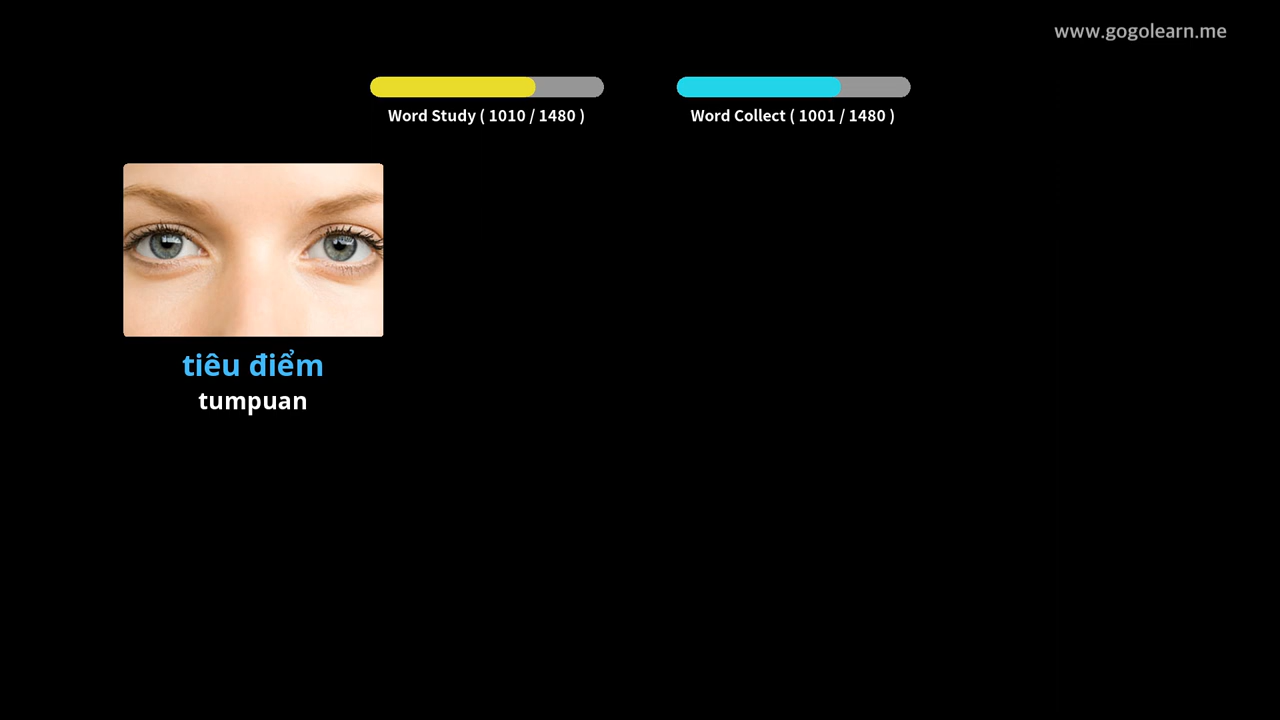 www.gogolearn.me
Word Study ( 1010 / 1480 )
Word Collect ( 1001 / 1480 )
tiêu điểm
tumpuan